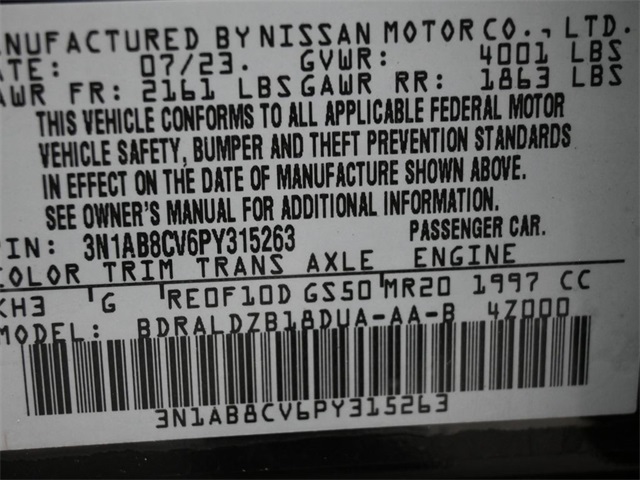 NUFACTURED BY NISSAN MOTOR CO., LTD.
ATE: 07/23. GVWR: 4001 LBS
AWR FR: 2161 LBS GAWR RR: 1863 LBS
THIS VEHICLE CONFORMS TO ALL APPLICABLE FEDERAL MOTOR
VEHICLE SAFETY, BUMPER AND THEFT PREVENTION STANDARDS
IN EFFECT ON THE DATE OF MANUFACTURE SHOWN ABOVE.
SEE OWNER'S MANUAL FOR ADDITIONAL INFORMATION.
IN: 3N1AB8CV6PY315263 PASSENGER CAR.
COLOR TRIM TRANS AXLE ENGINE
KH3 G RE0F10D GS50 MR20 1997 CC
MODEL: BDRALDZB18DUA-AA-B 4Z000
3N1AB8CV6PY315263